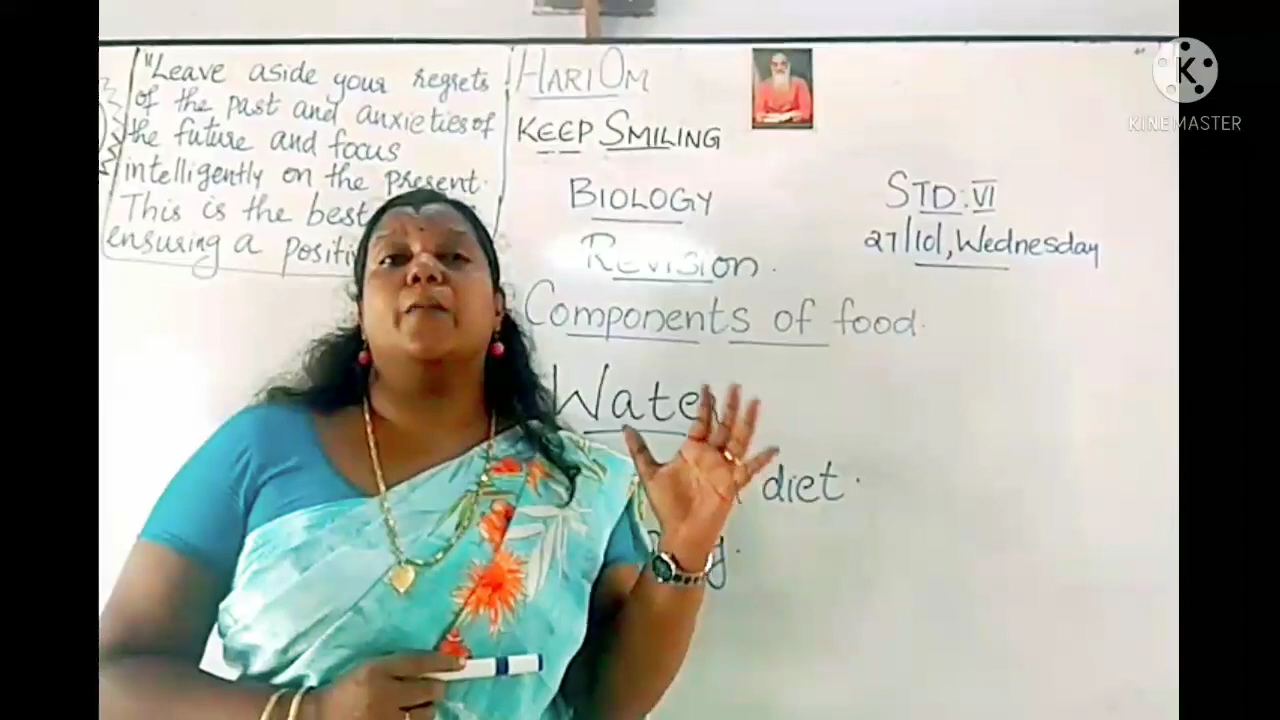 "Leave aside your regrets
of the past and anxieties of
the future and focus
intelligently on the present.
This is the best
ensuring a
HARI OM
KEEP SMILING
BIOLOGY
REVISIon.
Components of food.
Water
diet.
STD: VI
27/10/, Wednesday
K
KINEMASTER